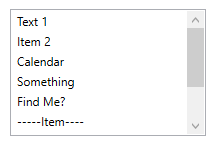 Text 1
Item 2
Calendar
Something
Find Me?
-----Item----